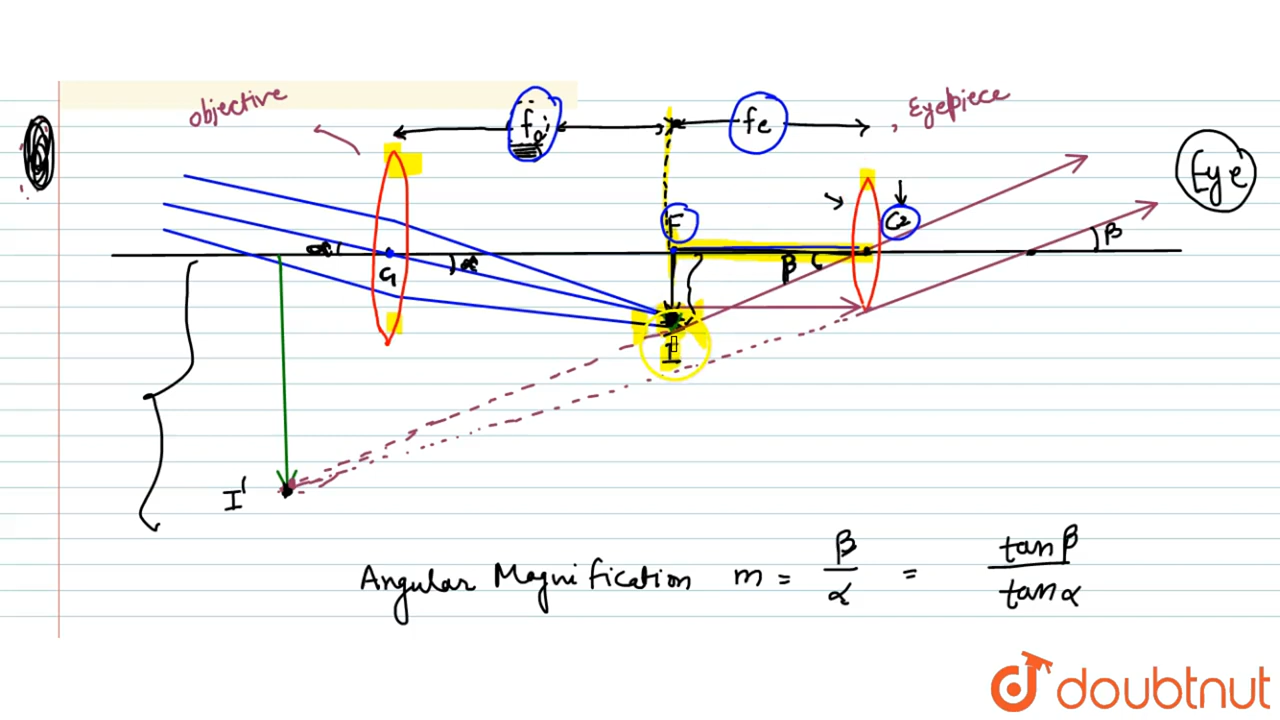 objective
fo
fe
Eyepiece
Eye
F
C2
β
α
C1
α
β
I
I'
Angular Magnification m = β/α = tanβ/tanα
doubtnut